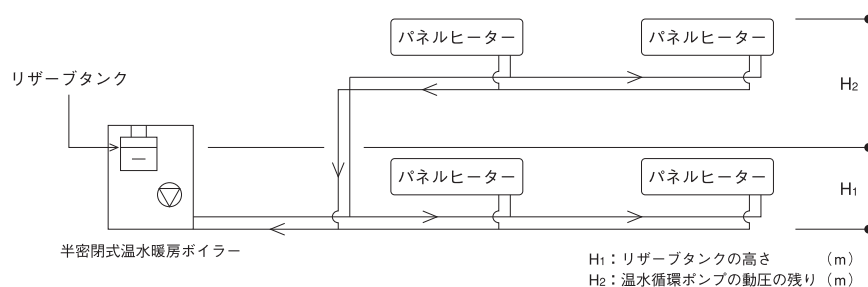 パネルヒーター
パネルヒーター
リザーブタンク
H₂
パネルヒーター
パネルヒーター
H₁
半密閉式温水暖房ボイラー
H₁：リザーブタンクの高さ （m）
H₂：温水循環ポンプの動圧の残り（m）